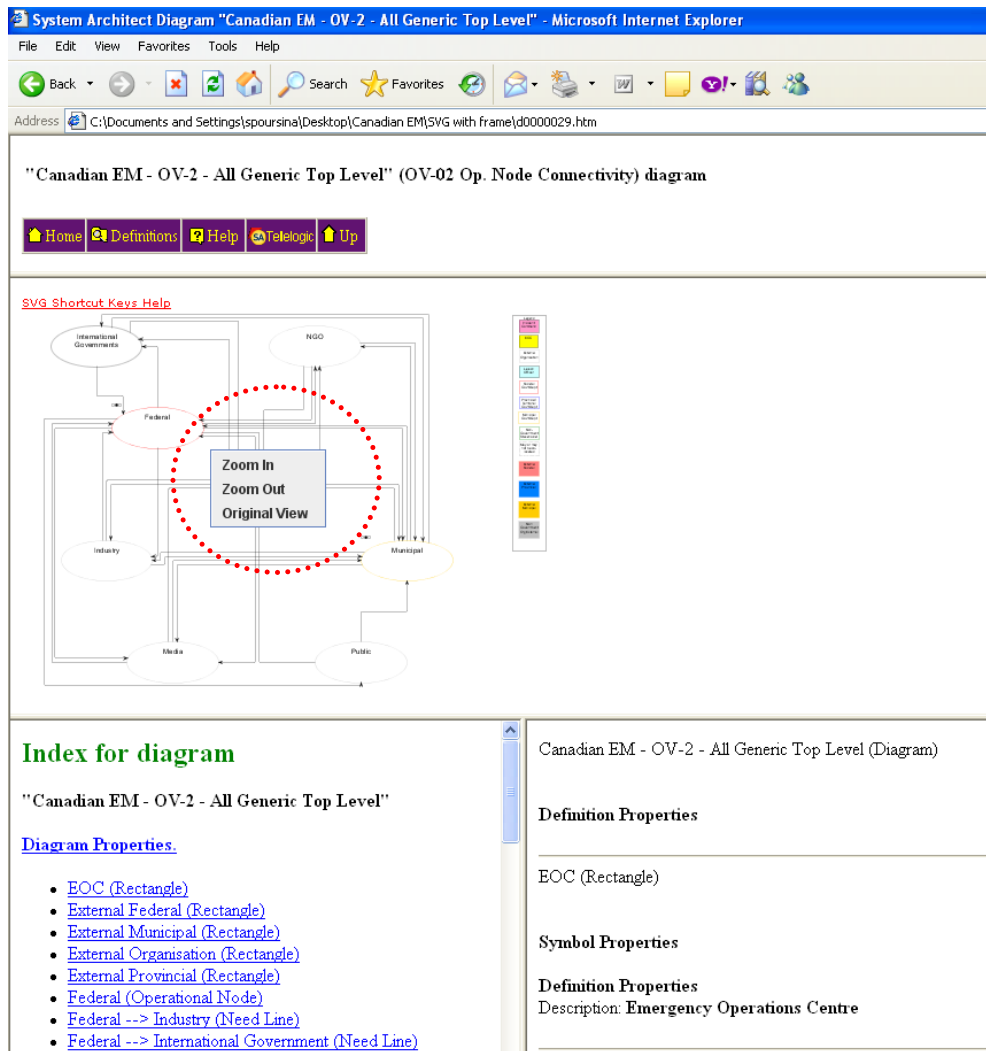 System Architect Diagram "Canadian EM - OV-2 - All Generic Top Level" - Microsoft Internet Explorer
File Edit View Favorites Tools Help
Back Search Favorites
Address C:\Documents and Settings\spoursina\Desktop\Canadian EM\SVG with frame\d0000029.htm
"Canadian EM - OV-2 - All Generic Top Level" (OV-02 Op. Node Connectivity) diagram
Home Definitions Help SA Telelogic Up
SVG Shortcut Keys Help
International
Governments
NGO
Federal
Zoom In
Zoom Out
Original View
Industry
Municipal
Media
Public
Index for diagram
"Canadian EM - OV-2 - All Generic Top Level"
Diagram Properties.
EOC (Rectangle)
External Federal (Rectangle)
External Municipal (Rectangle)
External Organisation (Rectangle)
External Provincial (Rectangle)
Federal (Operational Node)
Federal --> Industry (Need Line)
Federal --> International Government (Need Line)
Canadian EM - OV-2 - All Generic Top Level (Diagram)
Definition Properties
EOC (Rectangle)
Symbol Properties
Definition Properties
Description: Emergency Operations Centre